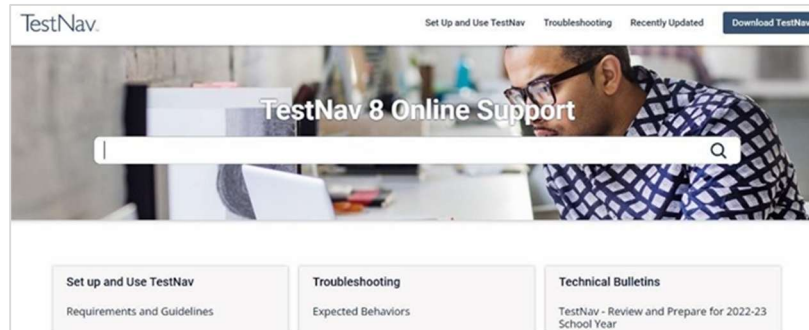 TestNav
Set Up and Use TestNav Troubleshooting Recently Updated Download TestNav
TestNav 8 Online Support
Set up and Use TestNav
Requirements and Guidelines
Troubleshooting
Expected Behaviors
Technical Bulletins
TestNav - Review and Prepare for 2022-23
School Year